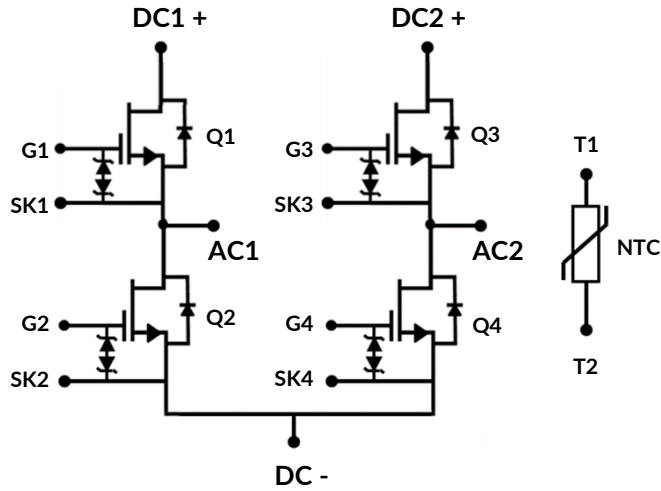 DC1 +
DC2 +
G1
Q1
SK1
AC1
G3
Q3
SK3
AC2
T1
NTC
T2
G2
Q2
SK2
G4
Q4
SK4
DC -